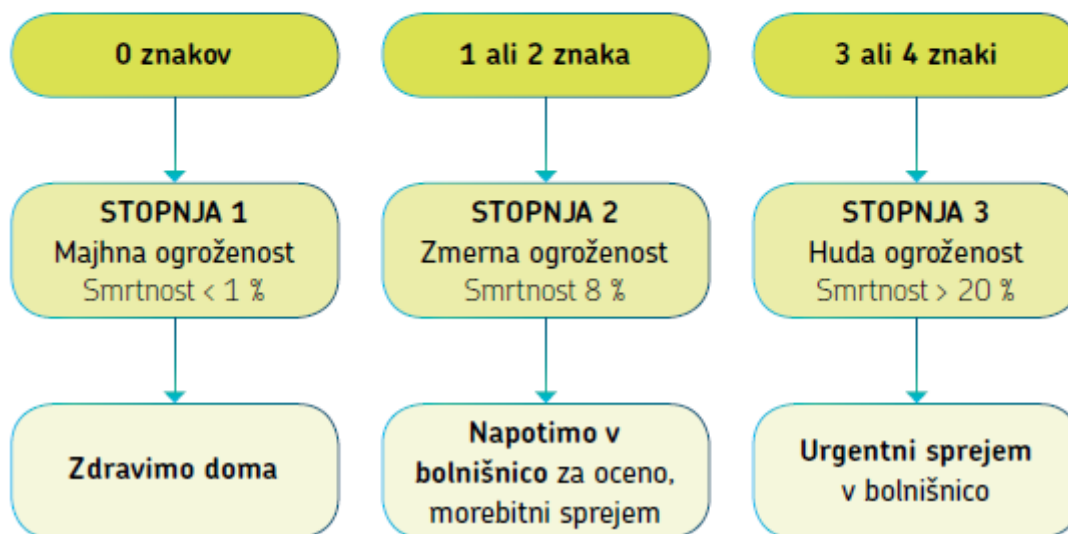 0 znakov
1 ali 2 znaka
3 ali 4 znaki
STOPNJA 1
Majhna ogroženost
Smrtnost < 1 %
STOPNJA 2
Zmerna ogroženost
Smrtnost 8 %
STOPNJA 3
Huda ogroženost
Smrtnost > 20 %
Zdravimo doma
Napotimo v
bolnišnico za oceno,
morebitni sprejem
Urgentni sprejem
v bolnišnico